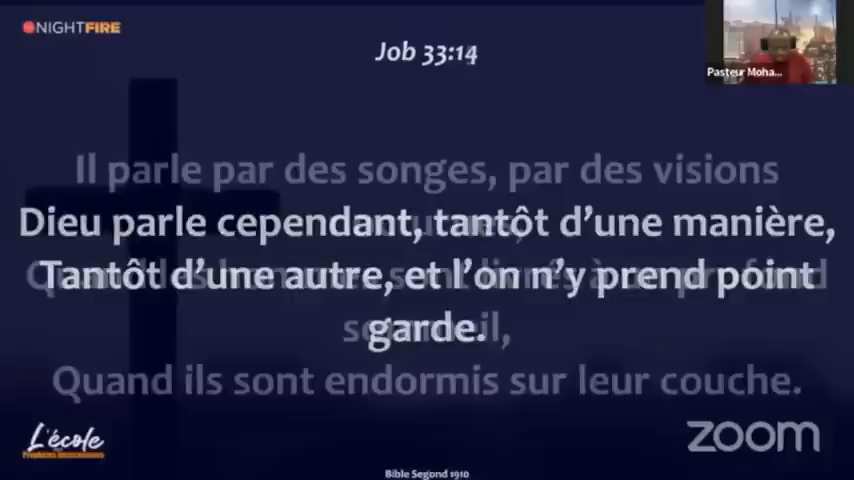 NIGHTFIRE
Job 33:14
Pasteur Moha...
Il parle par des songes, par des visions
Dieu parle cependant, tantôt d'une manière,
Tantôt d'une autre, et l'on n'y prend point
garde.
Quand ils sont endormis sur leur couche.
L'école
zoom
Bible Segond 1910